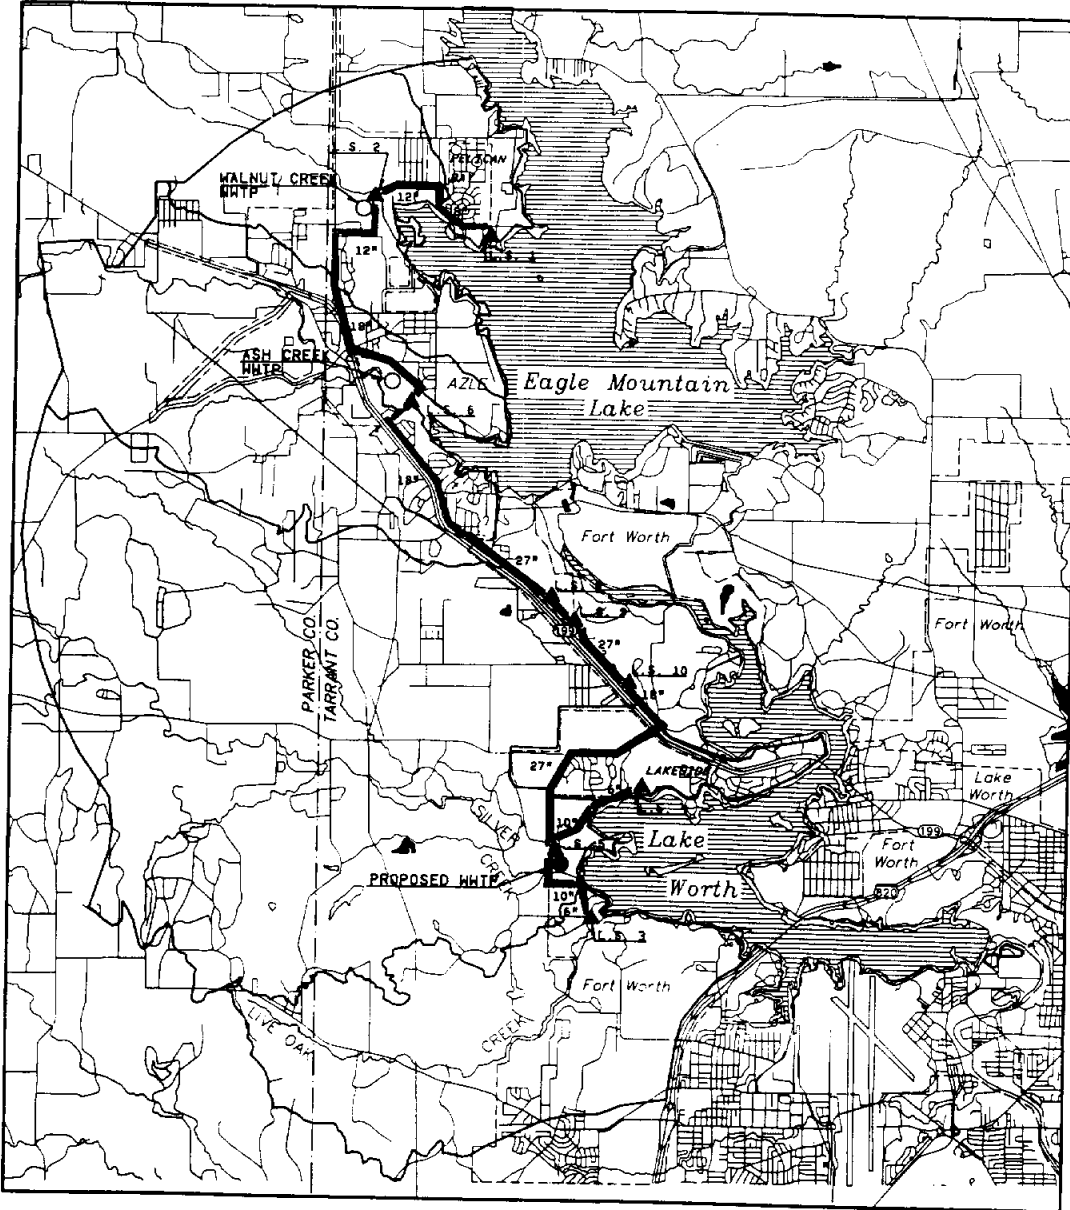 L. S. 2
PELICAN
WALNUT CREEK
WWTP
12"
L. S. 1
12"
18"
ASH CREEK
WWTP
AZLE
Eagle Mountain
Lake
L. S. 6
18"
Fort Worth
27"
199
27"
Fort Worth
PARKER CO.
TARRANT CO.
L. S. 10
18"
27"
Lake
Worth
SILVER
CREEK
10"
Lake
Worth
199
Fort
Worth
PROPOSED WWTP
820
10"
(6"
L. S. 3
Fort Worth
LIVE OAK
CREEK